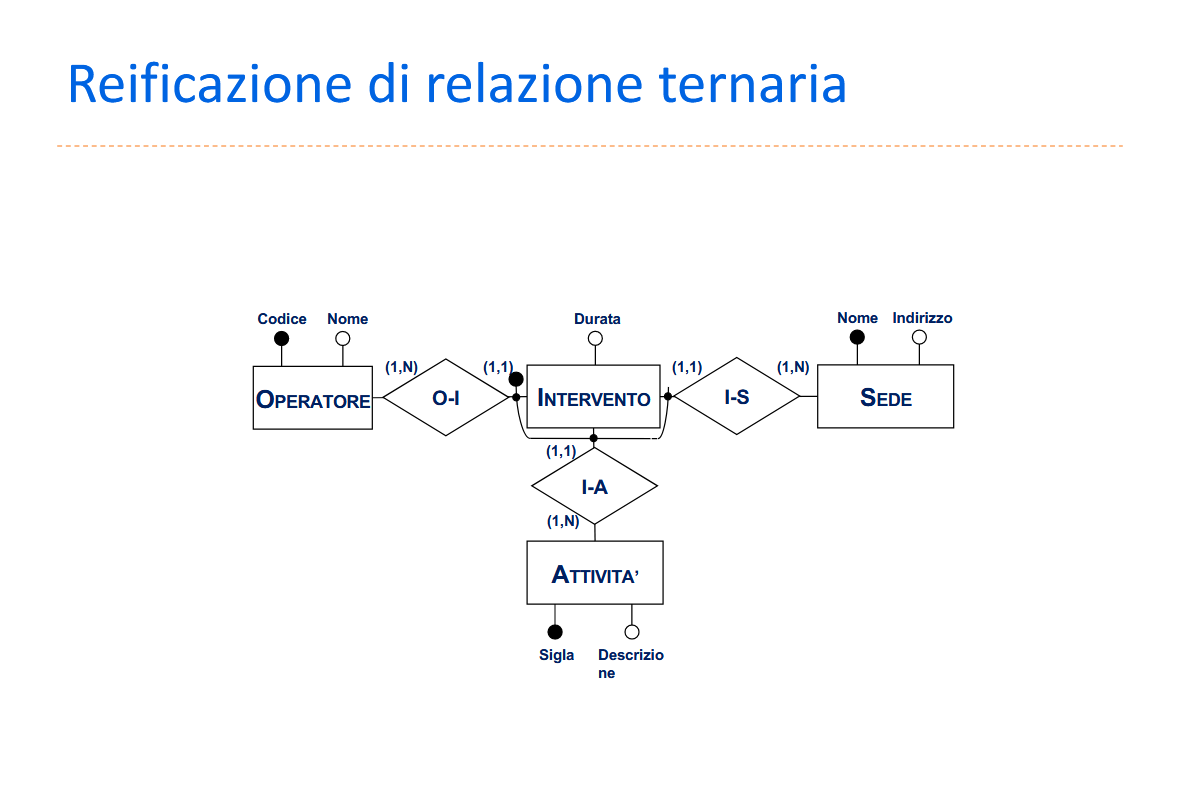 Reificazione di relazione ternaria
Codice Nome Durata Nome Indirizzo
(1,N) (1,1) (1,1) (1,N)
OPERATORE O-I INTERVENTO I-S SEDE
(1,1)
I-A
(1,N)
ATTIVITA’
Sigla Descrizio
ne